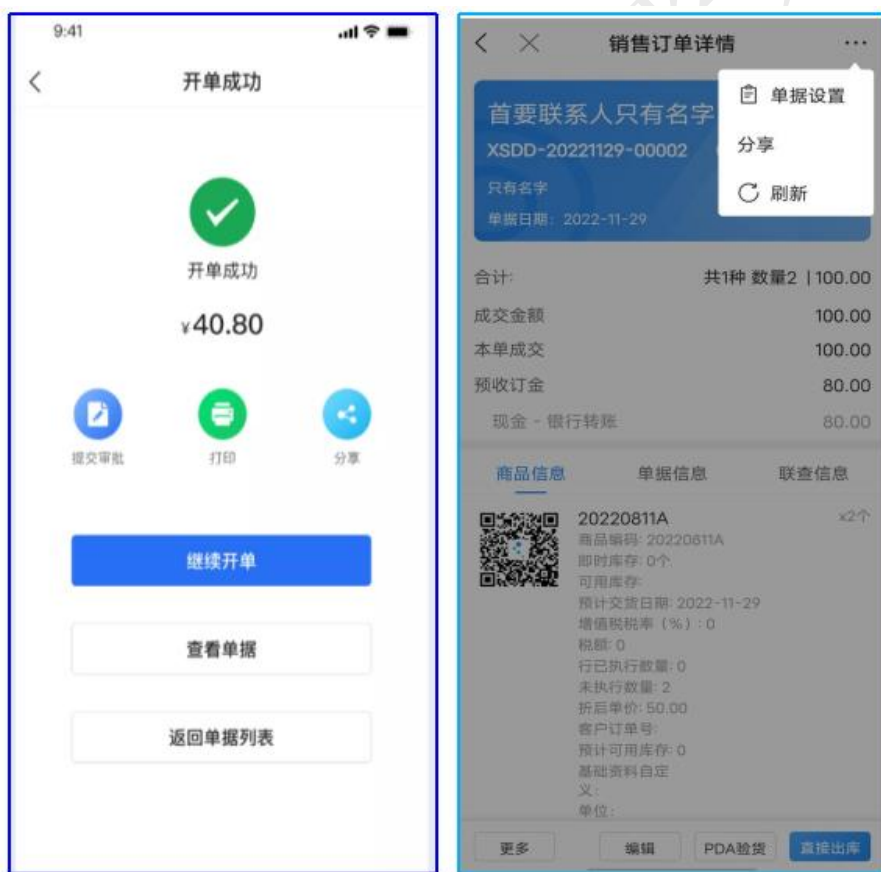 9:41
开单成功
开单成功
¥40.80
提交审批
打印
分享
继续开单
查看单据
返回单据列表
销售订单详情
单据设置
分享
刷新
首要联系人只有名字
XSDD-20221129-00002
只有名字
单据日期: 2022-11-29
合计: 共1种 数量2 | 100.00
成交金额 100.00
本单成交 100.00
预收订金 80.00
现金 - 银行转账 80.00
商品信息 单据信息 联查信息
20220811A x2个
商品编码: 20220811A
即时库存: 0个
可用库存:
预计交货日期: 2022-11-29
增值税税率（%）: 0
税额: 0
行已执行数量: 0
未执行数量: 2
折后单价: 50.00
客户订单号:
预计可用库存: 0
基础资料自定
义:
单位:
更多 编辑 PDA验货 直接出库